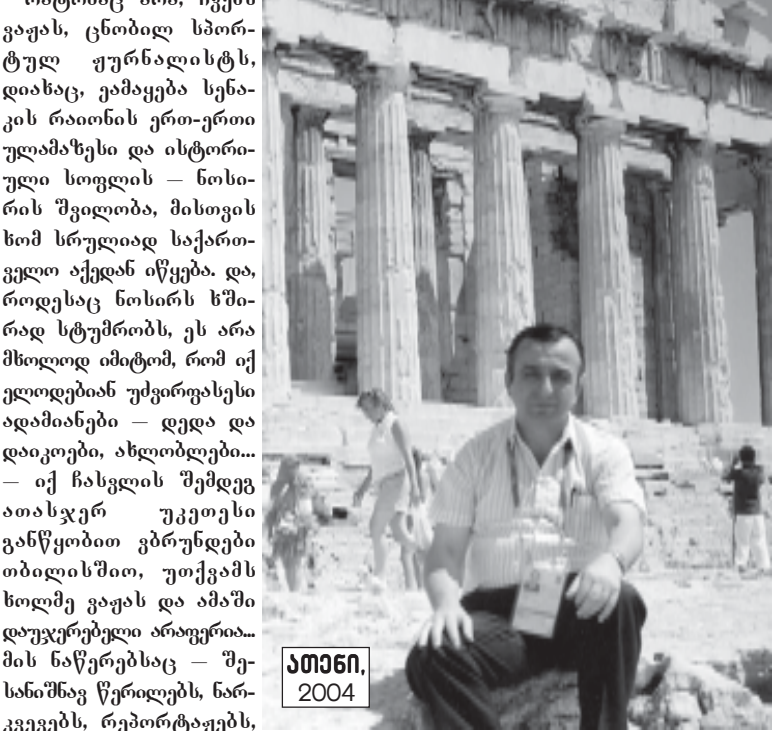 ვაჟას, ცნობილ სპორ-
ტულ ჟურნალისტს,
დიახაც, ეამაყება სენა-
კის რაიონის ერთ-ერთი
ულამაზესი და ისტორი-
ული სოფლის — ნოსი-
რის შვილობა, მისთვის
ხომ სრულიად საქართ-
ველო აქედან იწყება. და,
როდესაც ნოსირს ხში-
რად სტუმრობს, ეს არა
მხოლოდ იმიტომ, რომ იქ
ელოდებიან უძვირფასესი
ადამიანები — დედა და
დაიკოები, ახლობლები...
— იქ ჩასვლის შემდეგ
ათასჯერ უკეთესი
განწყობით ვბრუნდები
თბილისშიო, უთქვამს
ხოლმე ვაჟას და ამაში
დაუჯერებელი არაფერია...
მის ნაწერებსაც — შე-
სანიშნავ წერილებს, ნარ-
კვევებს, რეპორტაჟებს,
ათენი,
2004